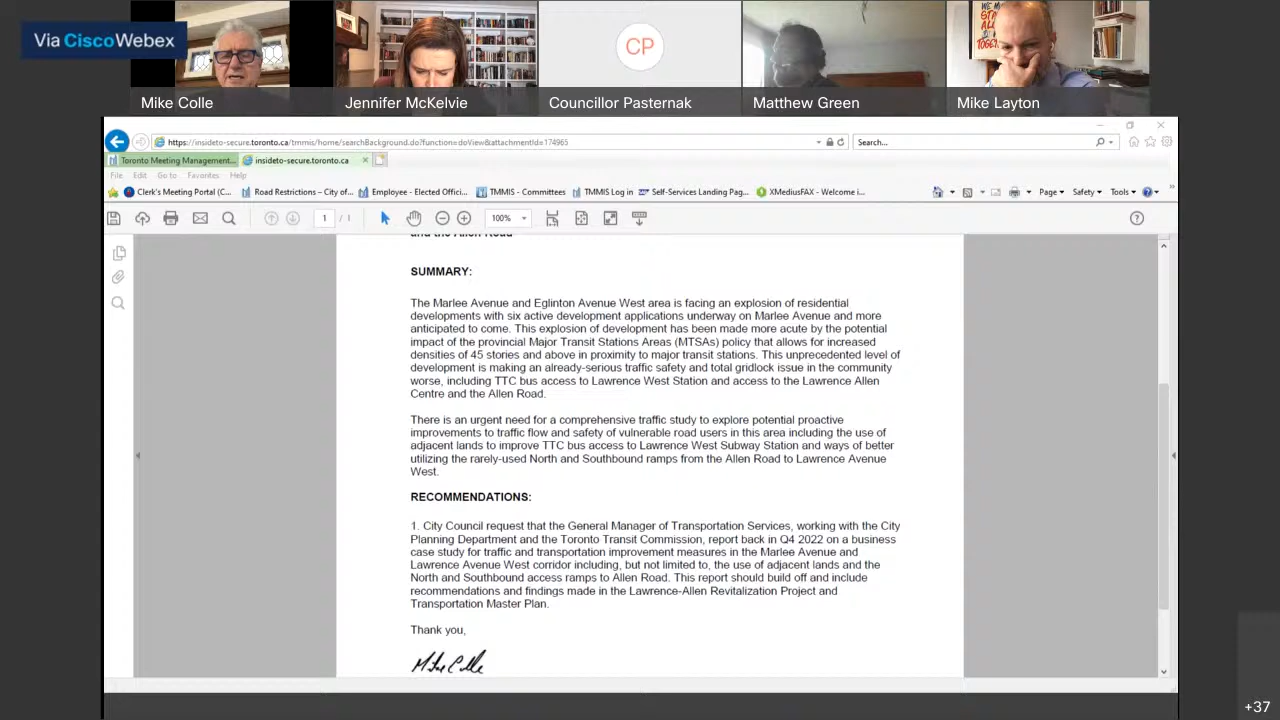 Via CiscoWebex
WE M
ST
ALL
TOGETHER
CP
Mike Colle
Jennifer McKelvie
Councillor Pasternak
Matthew Green
Mike Layton
https://insideto-secure.toronto.ca/tmmis/home/searchBackground.do?function=doView&attachmentId=174965
Search...
Toronto Meeting Management...
insideto-secure.toronto.ca
File Edit Go to Favorites Help
Clerk's Meeting Portal (C...
Road Restrictions – City of...
Employee - Elected Offici...
TMMIS - Committees
TMMIS Log in
Self-Services Landing Pag...
XMediusFAX - Welcome i...
Page
Safety
Tools
1 / 1
100%
and the Allen Road
SUMMARY:
The Marlee Avenue and Eglinton Avenue West area is facing an explosion of residential
developments with six active development applications underway on Marlee Avenue and more
anticipated to come. This explosion of development has been made more acute by the potential
impact of the provincial Major Transit Stations Areas (MTSAs) policy that allows for increased
densities of 45 stories and above in proximity to major transit stations. This unprecedented level of
development is making an already-serious traffic safety and total gridlock issue in the community
worse, including TTC bus access to Lawrence West Station and access to the Lawrence Allen
Centre and the Allen Road.
There is an urgent need for a comprehensive traffic study to explore potential proactive
improvements to traffic flow and safety of vulnerable road users in this area including the use of
adjacent lands to improve TTC bus access to Lawrence West Subway Station and ways of better
utilizing the rarely-used North and Southbound ramps from the Allen Road to Lawrence Avenue
West.
RECOMMENDATIONS:
1. City Council request that the General Manager of Transportation Services, working with the City
Planning Department and the Toronto Transit Commission, report back in Q4 2022 on a business
case study for traffic and transportation improvement measures in the Marlee Avenue and
Lawrence Avenue West corridor including, but not limited to, the use of adjacent lands and the
North and Southbound access ramps to Allen Road. This report should build off and include
recommendations and findings made in the Lawrence-Allen Revitalization Project and
Transportation Master Plan.
Thank you,
Mike Colle
+37